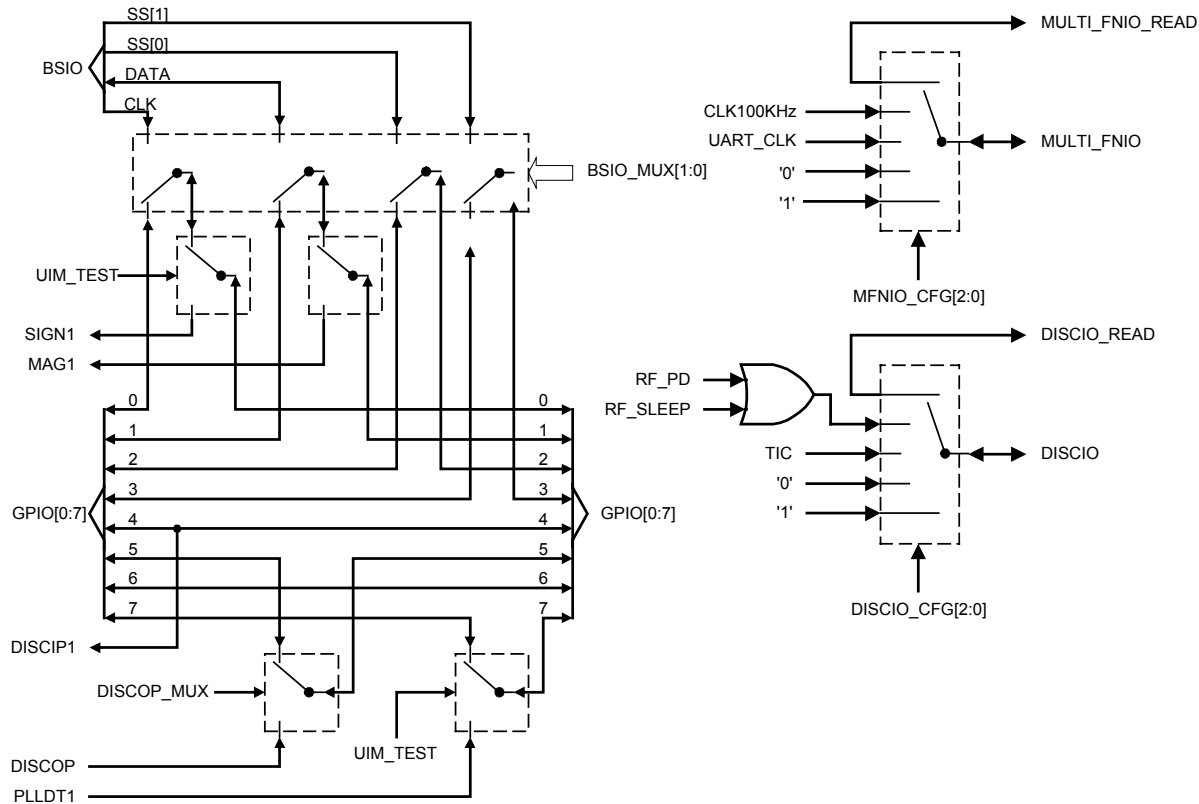 SS[1]
SS[0]
BSIO
DATA
CLK
BSIO_MUX[1:0]
UIM_TEST
SIGN1
MAG1
0 0
1 1
2 2
3 3
GPIO[0:7] GPIO[0:7]
4 4
5 5
6 6
7 7
DISCIP1
DISCOP_MUX
UIM_TEST
DISCOP
PLLDT1
MULTI_FNIO_READ
CLK100KHz
UART_CLK
MULTI_FNIO
'0'
'1'
MFNIO_CFG[2:0]
DISCIO_READ
RF_PD
RF_SLEEP
TIC
DISCIO
'0'
'1'
DISCIO_CFG[2:0]